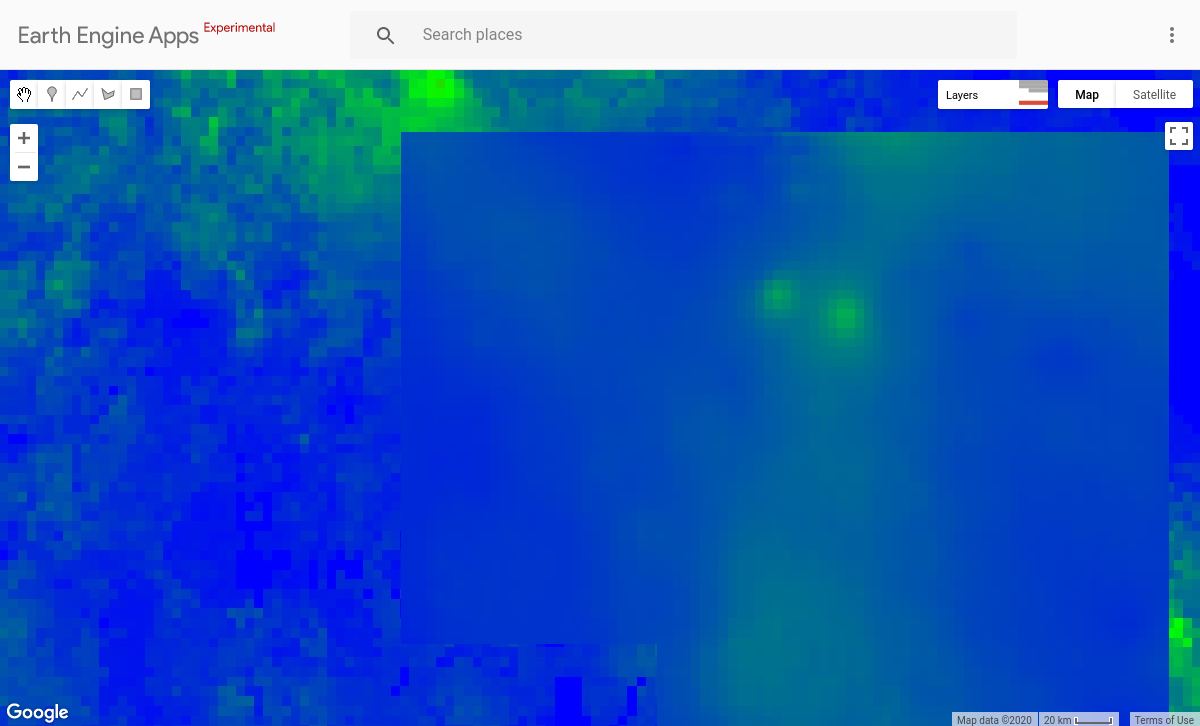 Earth Engine Apps Experimental
Search places
Layers
Map Satellite
Google
Map data ©2020 20 km Terms of Use